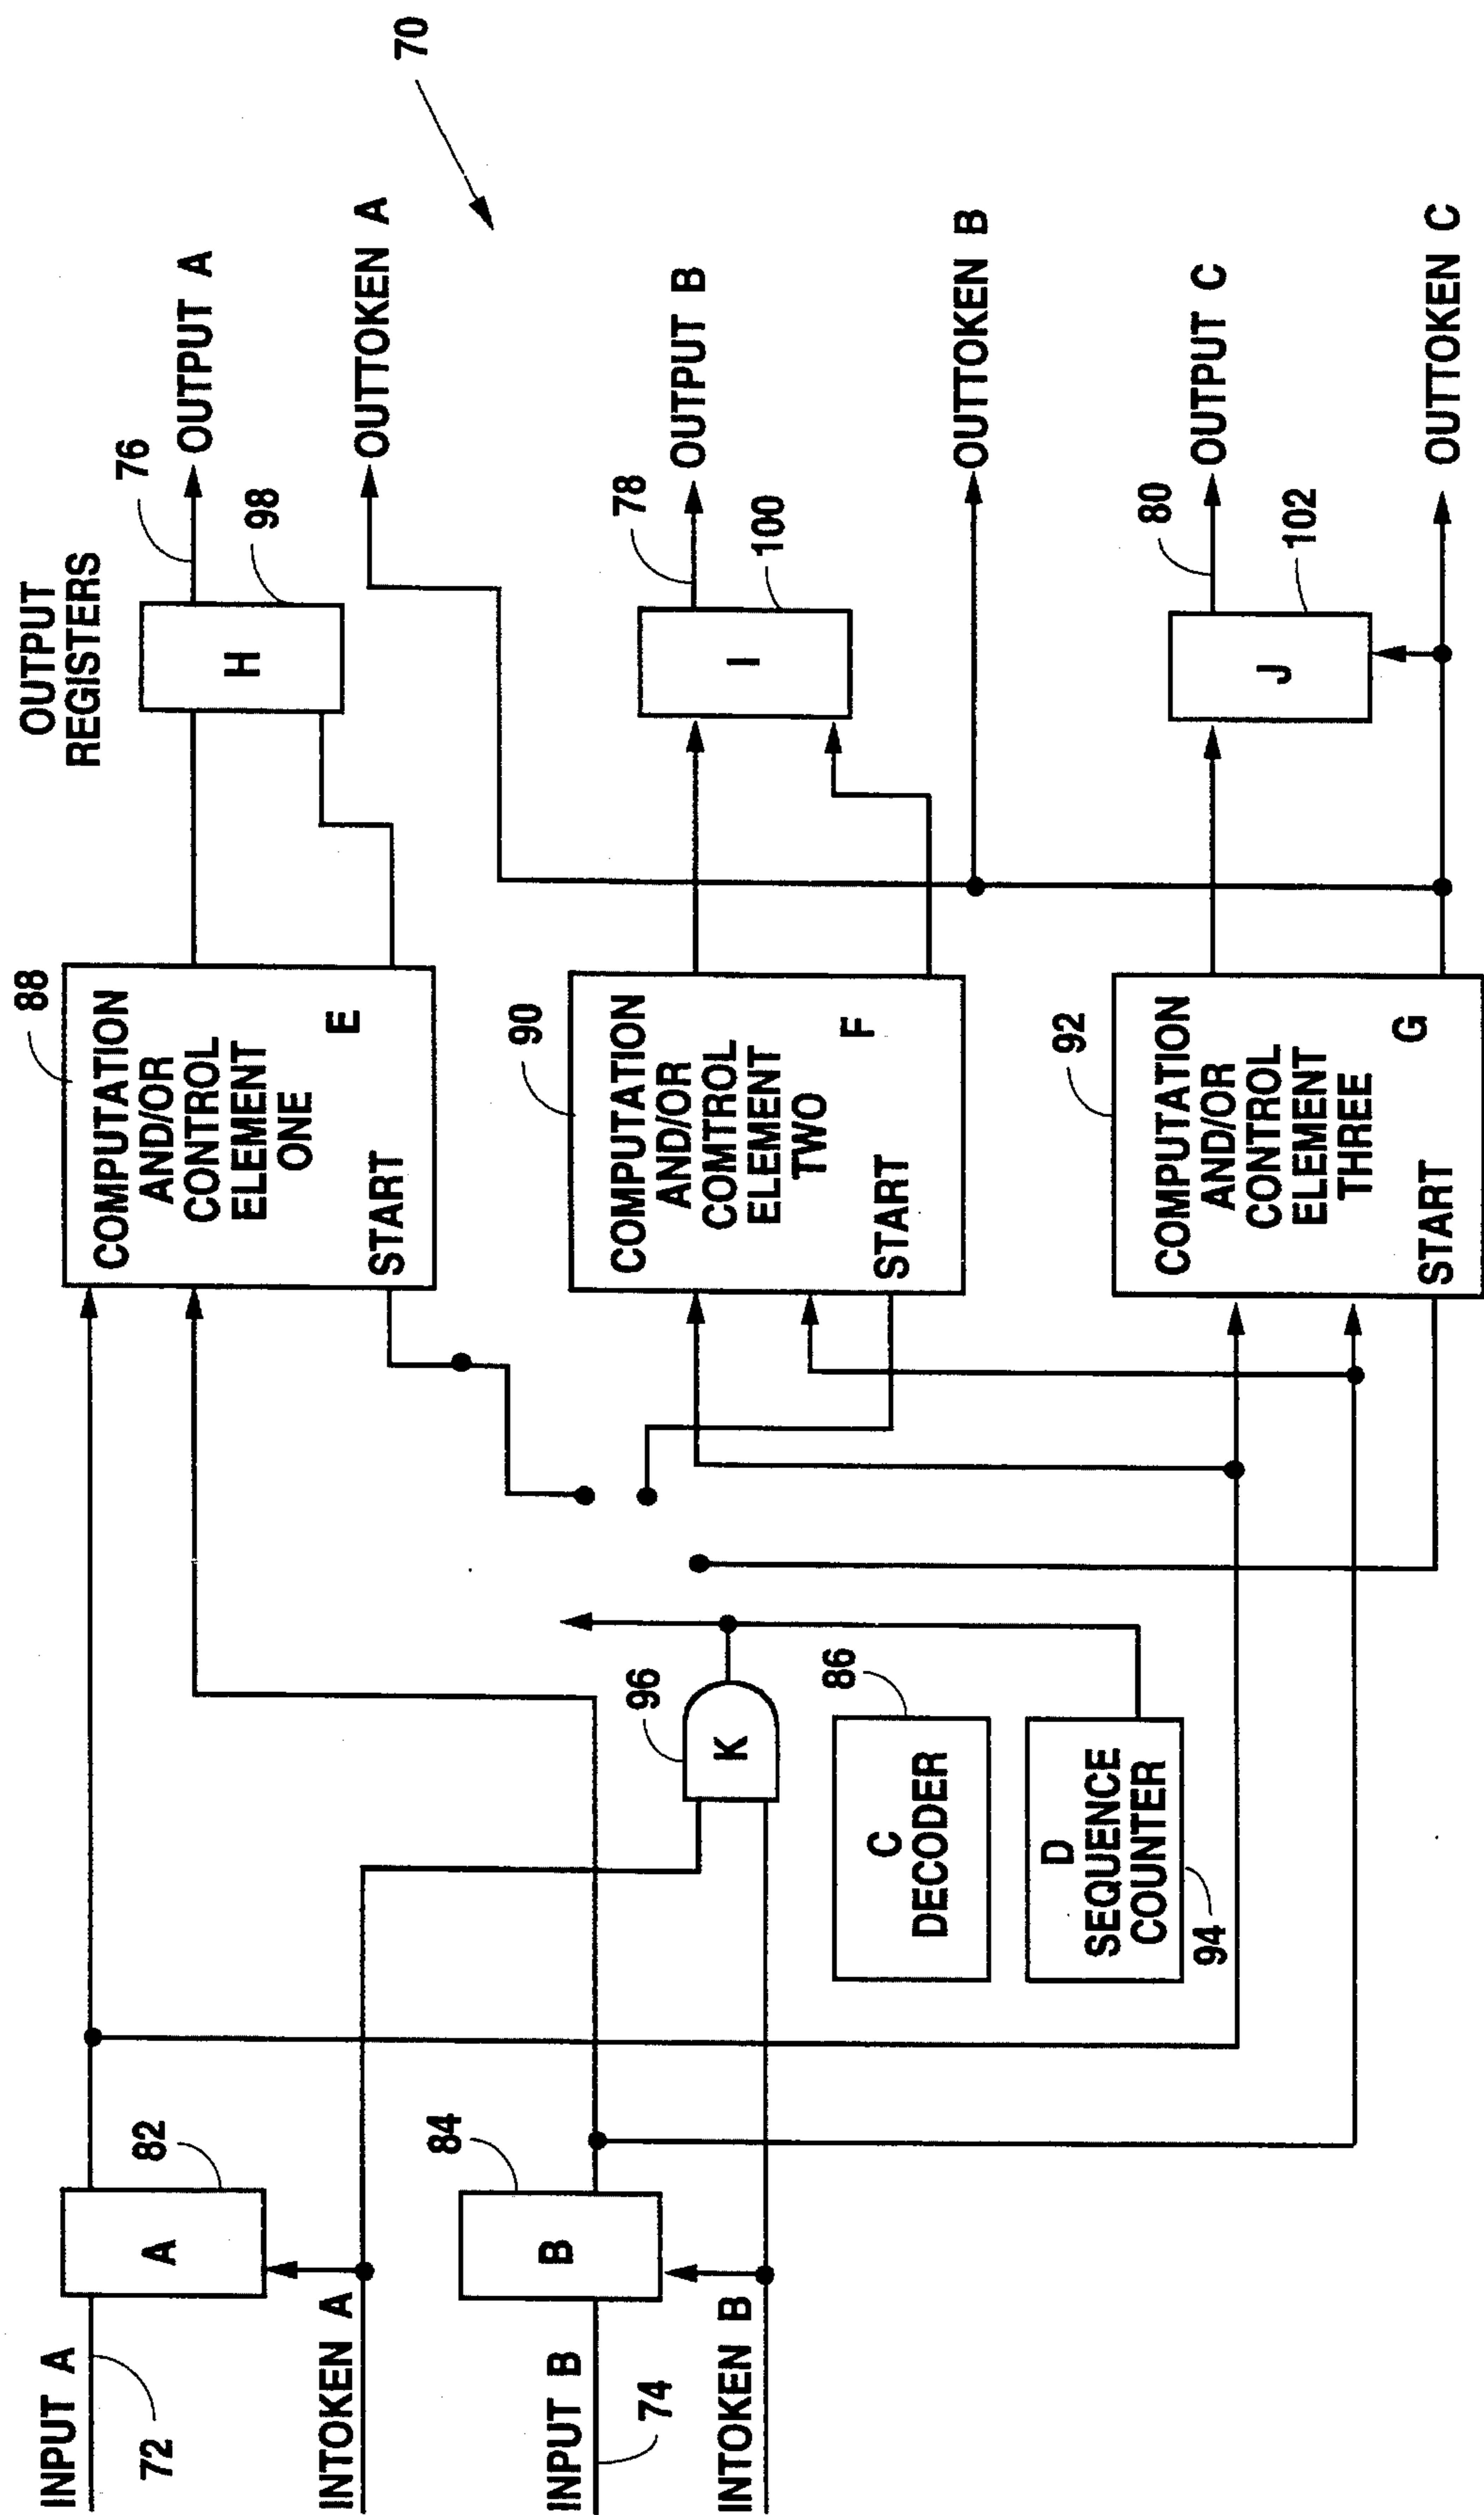 INPUT A
72
INTOKEN A
INPUT B
74
INTOKEN B
A
82
B
84
C
DECODER
86
D
SEQUENCE
COUNTER
94
K
96
88
COMPUTATION
AND/OR
CONTROL
ELEMENT
ONE
E
START
90
COMPUTATION
AND/OR
COMTROL
ELEMENT
TWO
F
START
92
COMPUTATION
AND/OR
CONTROL
ELEMENT
THREE
G
START
OUTPUT
REGISTERS
H
76
98
OUTPUT A
OUTTOKEN A
I
78
100
OUTPUT B
OUTTOKEN B
J
80
102
OUTPUT C
OUTTOKEN C
70